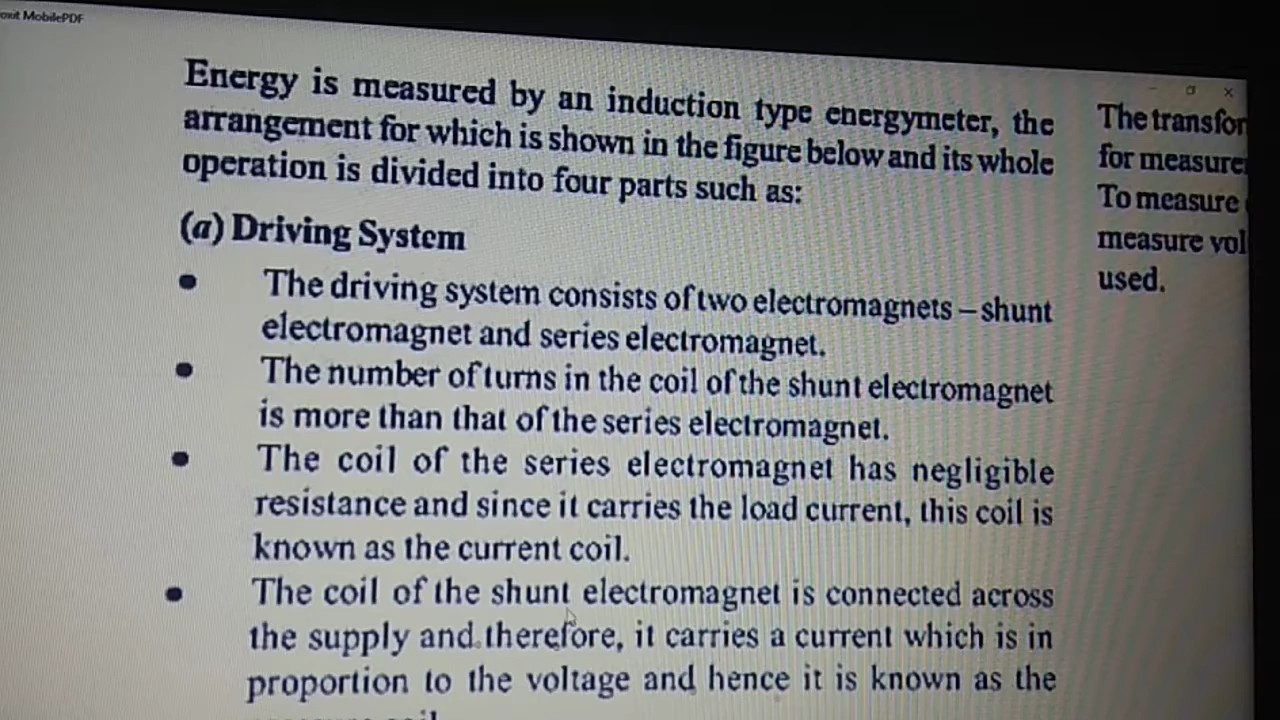 MobilePDF
Energy is measured by an induction type energymeter, the
arrangement for which is shown in the figure below and its whole
operation is divided into four parts such as:
(a) Driving System
• The driving system consists of two electromagnets – shunt
electromagnet and series electromagnet.
• The number of turns in the coil of the shunt electromagnet
is more than that of the series electromagnet.
• The coil of the series electromagnet has negligible
resistance and since it carries the load current, this coil is
known as the current coil.
• The coil of the shunt electromagnet is connected across
the supply and therefore, it carries a current which is in
proportion to the voltage and hence it is known as the
The transfor
for measure
To measure
measure vol
used.